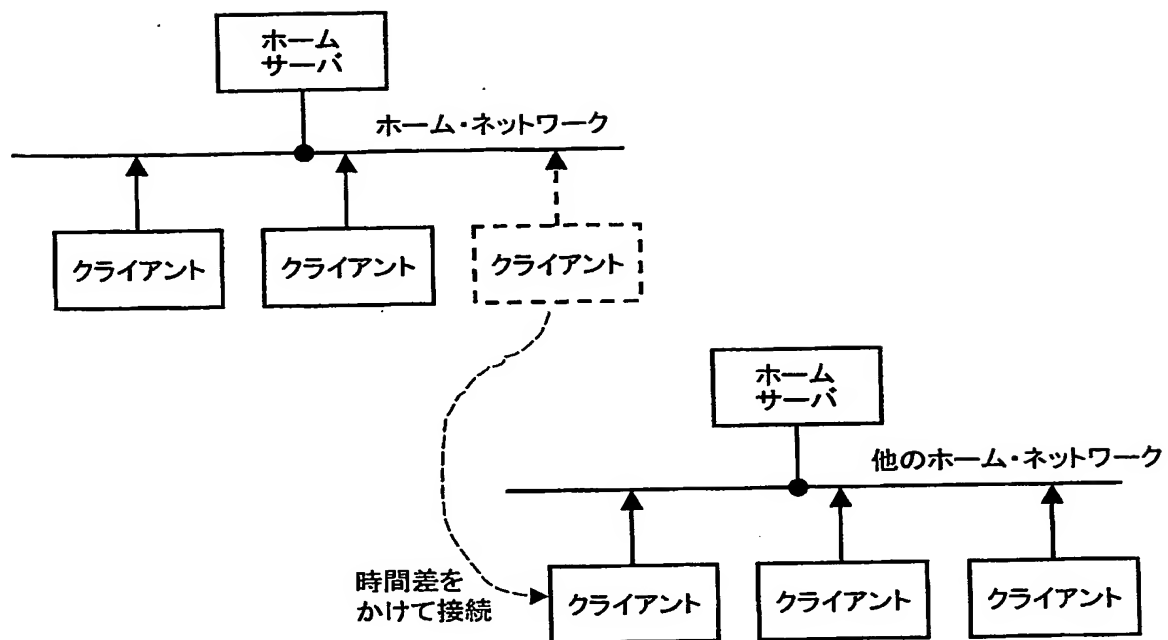 ホーム
サーバ
ホーム・ネットワーク
クライアント
クライアント
クライアント
ホーム
サーバ
他のホーム・ネットワーク
時間差を
かけて接続
クライアント
クライアント
クライアント